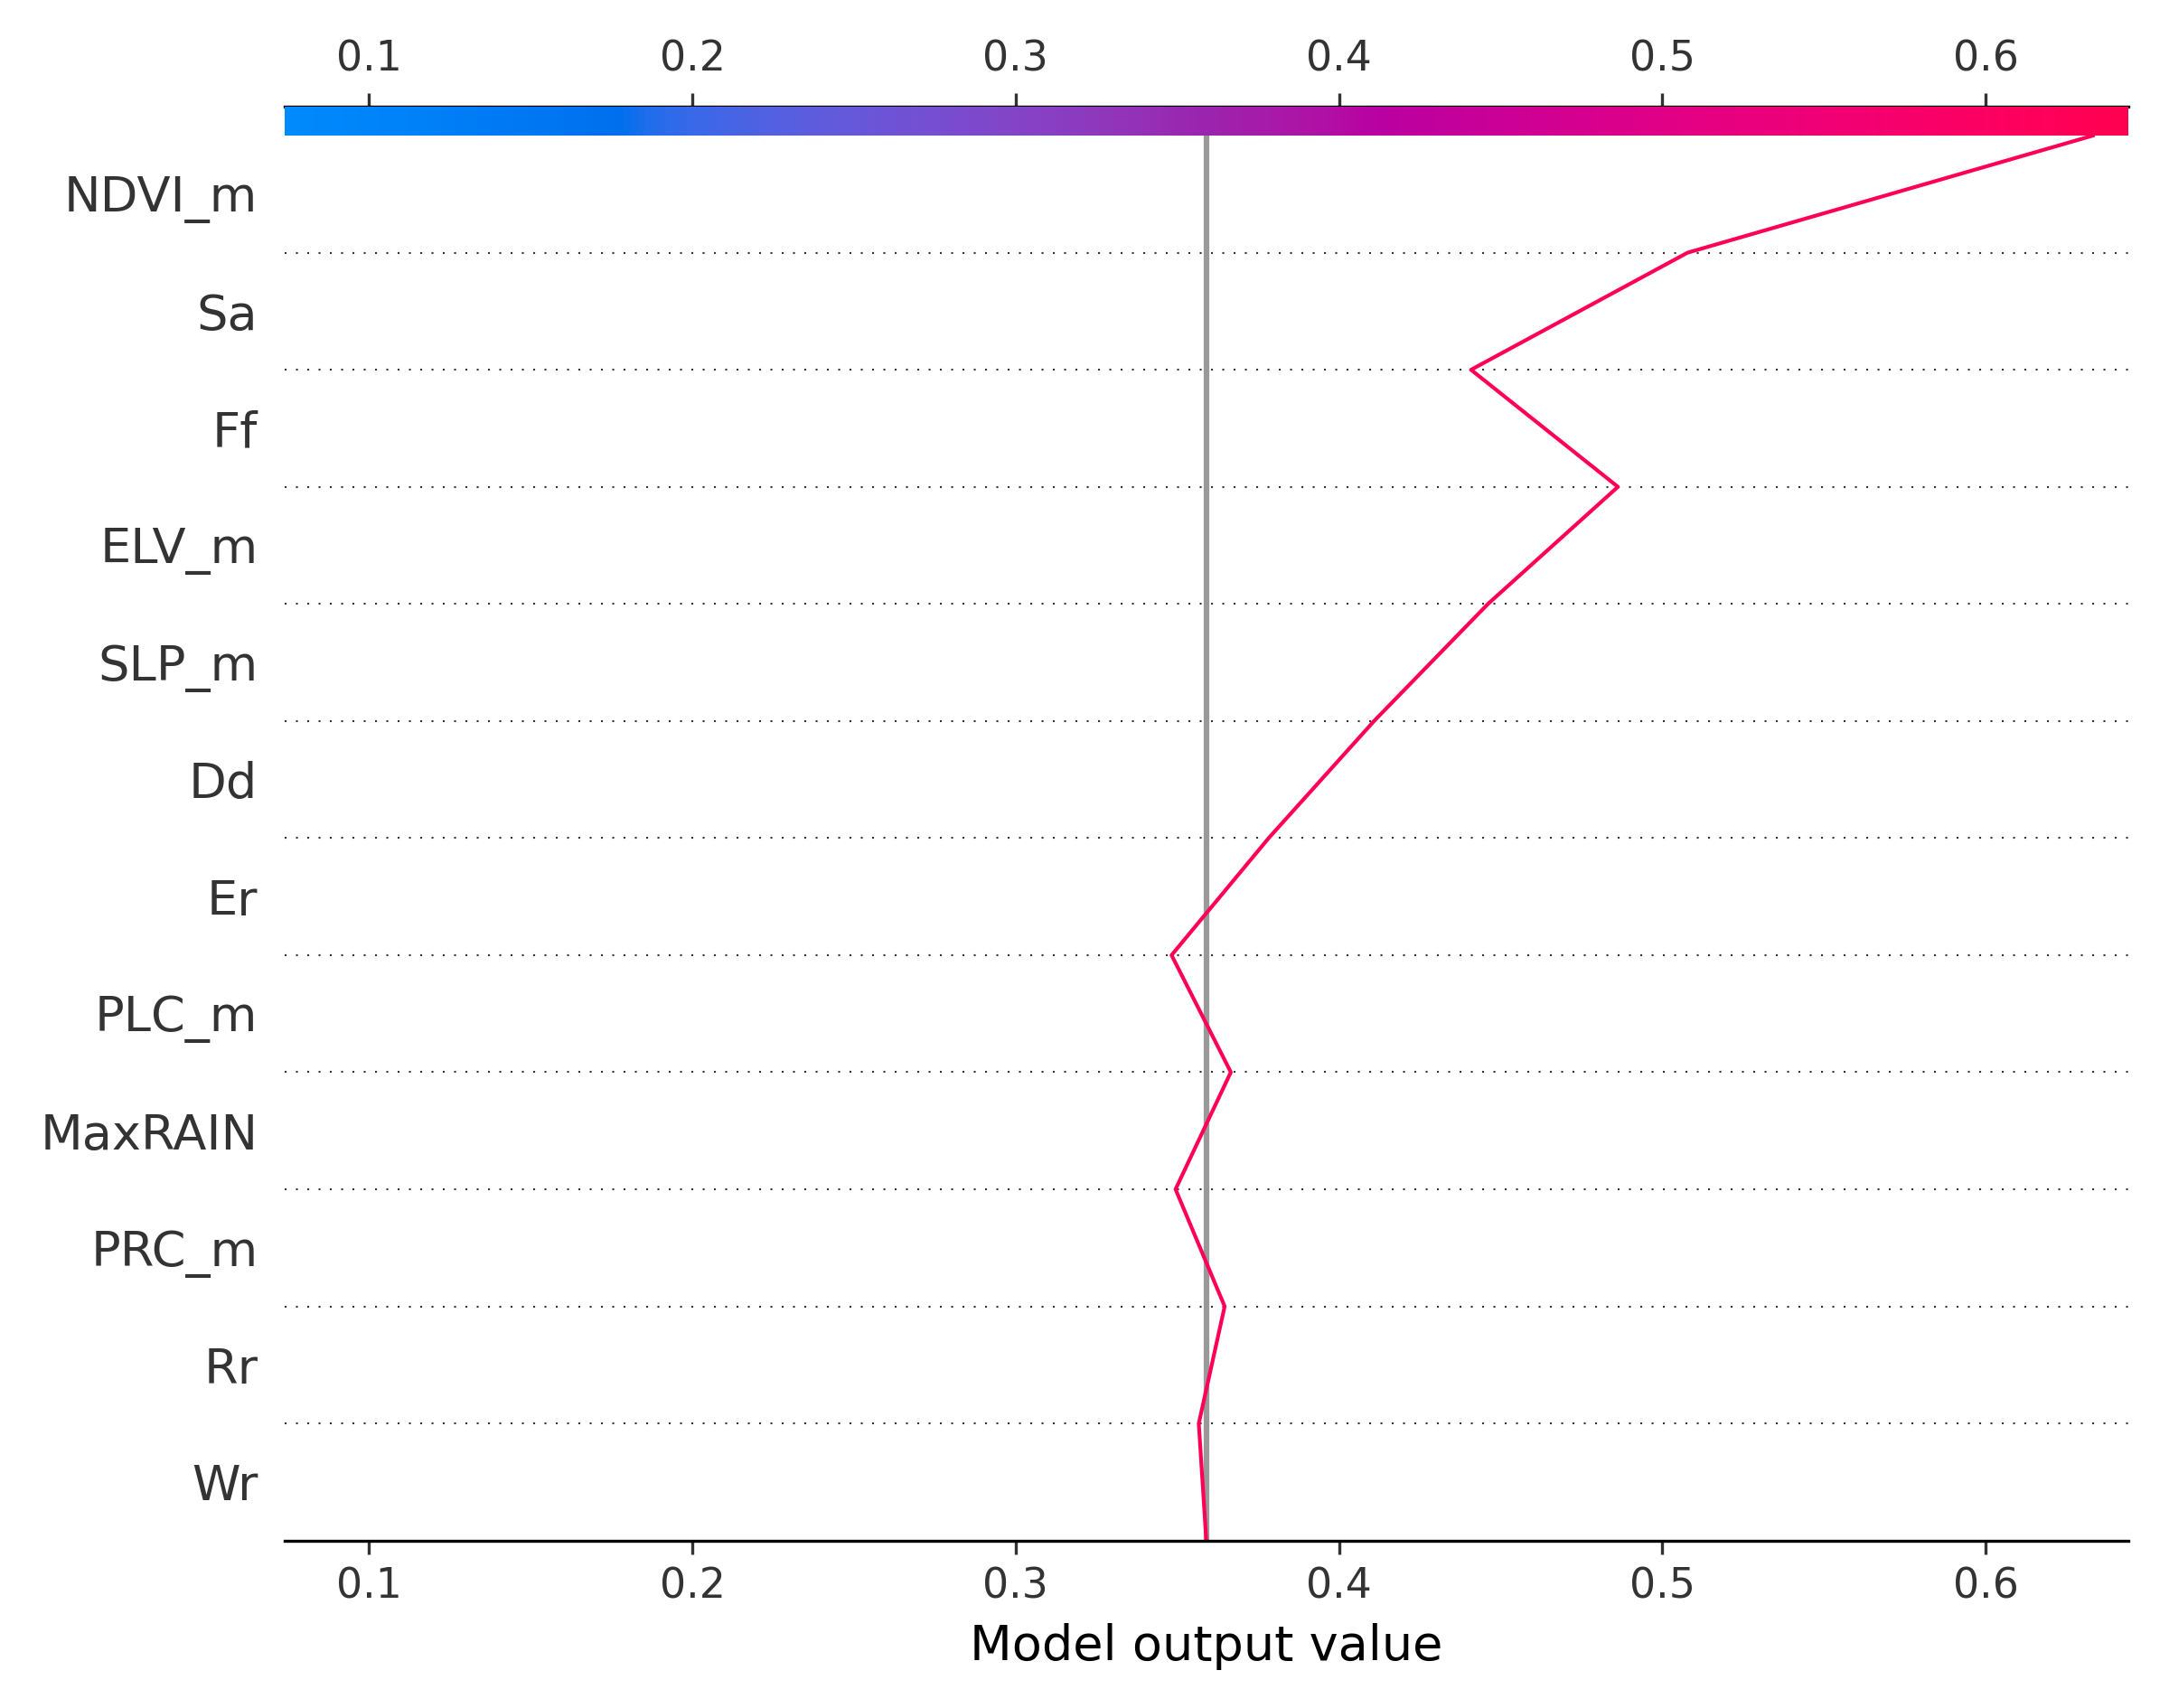 0.1 0.2 0.3 0.4 0.5 0.6
NDVI_m
Sa
Ff
ELV_m
SLP_m
Dd
Er
PLC_m
MaxRAIN
PRC_m
Rr
Wr
0.1 0.2 0.3 0.4 0.5 0.6
Model output value